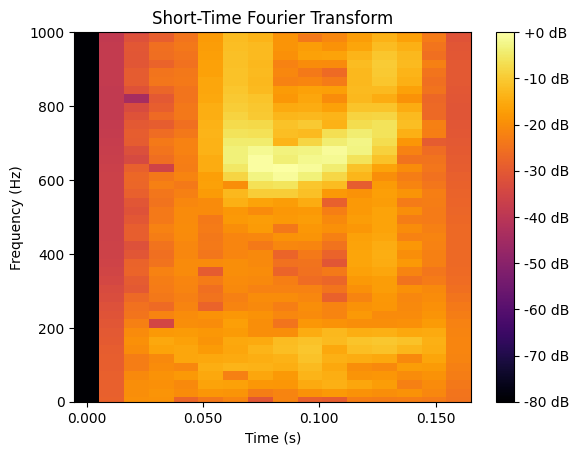 Short-Time Fourier Transform
1000
800
600
400
200
0
Frequency (Hz)
0.000
0.050
0.100
0.150
Time (s)
+0 dB
-10 dB
-20 dB
-30 dB
-40 dB
-50 dB
-60 dB
-70 dB
-80 dB